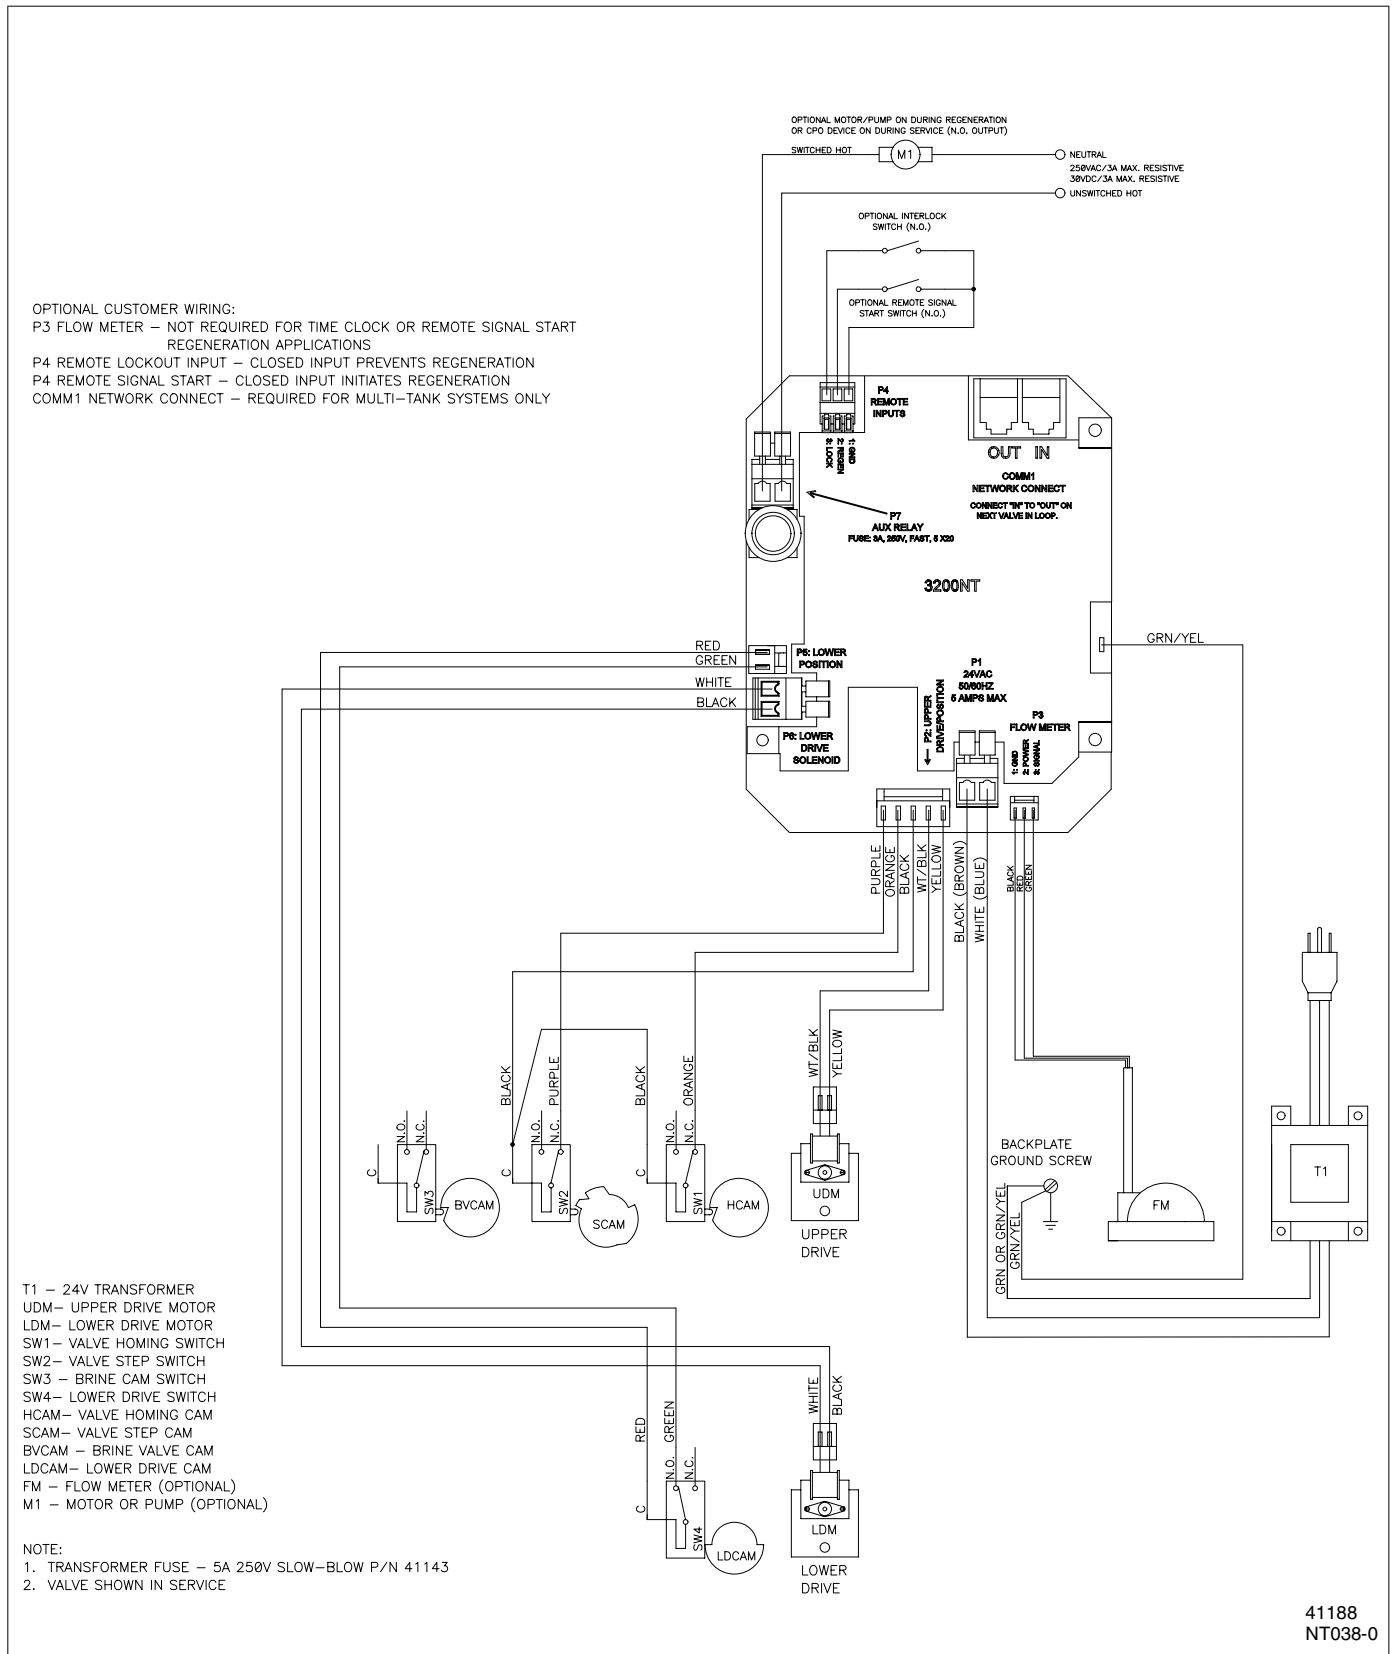 OPTIONAL MOTOR/PUMP ON DURING REGENERATION
OR CPO DEVICE ON DURING SERVICE (N.O. OUTPUT)
SWITCHED HOT
M1
NEUTRAL
250VAC/3A MAX. RESISTIVE
30VDC/3A MAX. RESISTIVE
UNSWITCHED HOT
OPTIONAL INTERLOCK
SWITCH (N.O.)
OPTIONAL REMOTE SIGNAL
START SWITCH (N.O.)
OPTIONAL CUSTOMER WIRING:
P3 FLOW METER – NOT REQUIRED FOR TIME CLOCK OR REMOTE SIGNAL START
REGENERATION APPLICATIONS
P4 REMOTE LOCKOUT INPUT – CLOSED INPUT PREVENTS REGENERATION
P4 REMOTE SIGNAL START – CLOSED INPUT INITIATES REGENERATION
COMM1 NETWORK CONNECT – REQUIRED FOR MULTI–TANK SYSTEMS ONLY
P4
REMOTE
INPUTS
3: LOCK
2: REGEN
1: GND
OUT IN
COMM1
NETWORK CONNECT
CONNECT "IN" TO "OUT" ON
NEXT VALVE IN LOOP.
P7
AUX RELAY
FUSE: 3A, 250V, FAST, 5 X20
3200NT
GRN/YEL
RED
GREEN
WHITE
BLACK
P5: LOWER
POSITION
P6: LOWER
DRIVE
SOLENOID
P2: UPPER
DRIVE/POSITION
P1
24VAC
50/60HZ
5 AMPS MAX
P3
FLOW METER
1: GND
2: POWER
3: SIGNAL
PURPLE
ORANGE
BLACK
WT/BLK
YELLOW
BLACK (BROWN)
WHITE (BLUE)
BLACK
RED
GREEN
BLACK
PURPLE
BLACK
ORANGE
WT/BLK
YELLOW
C
N.O.
N.C.
SW3
BVCAM
C
N.O.
N.C.
SW2
SCAM
C
N.O.
N.C.
SW1
HCAM
UDM
UPPER
DRIVE
BACKPLATE
GROUND SCREW
GRN OR GRN/YEL
GRN/YEL
FM
T1
T1 – 24V TRANSFORMER
UDM– UPPER DRIVE MOTOR
LDM– LOWER DRIVE MOTOR
SW1– VALVE HOMING SWITCH
SW2– VALVE STEP SWITCH
SW3 – BRINE CAM SWITCH
SW4– LOWER DRIVE SWITCH
HCAM– VALVE HOMING CAM
SCAM– VALVE STEP CAM
BVCAM – BRINE VALVE CAM
LDCAM– LOWER DRIVE CAM
FM – FLOW METER (OPTIONAL)
M1 – MOTOR OR PUMP (OPTIONAL)
RED
GREEN
C
N.O.
N.C.
SW4
LDCAM
WHITE
BLACK
LDM
LOWER
DRIVE
NOTE:
1. TRANSFORMER FUSE – 5A 250V SLOW–BLOW P/N 41143
2. VALVE SHOWN IN SERVICE
41188
NT038-0